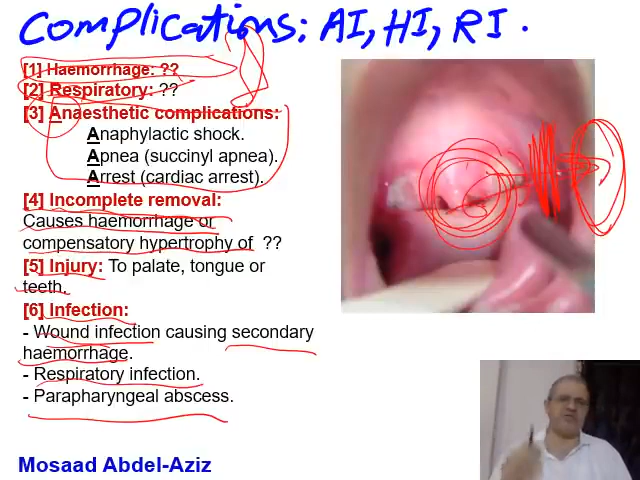 Complications: AI, HI, RI.
[1] Haemorrhage: ??
[2] Respiratory: ??
[3] Anaesthetic complications:
Anaphylactic shock.
Apnea (succinyl apnea).
Arrest (cardiac arrest).
[4] Incomplete removal:
Causes haemorrhage or
compensatory hypertrophy of ??
[5] Injury: To palate, tongue or
teeth.
[6] Infection:
- Wound infection causing secondary
haemorrhage.
- Respiratory infection.
- Parapharyngeal abscess.
Mosaad Abdel-Aziz